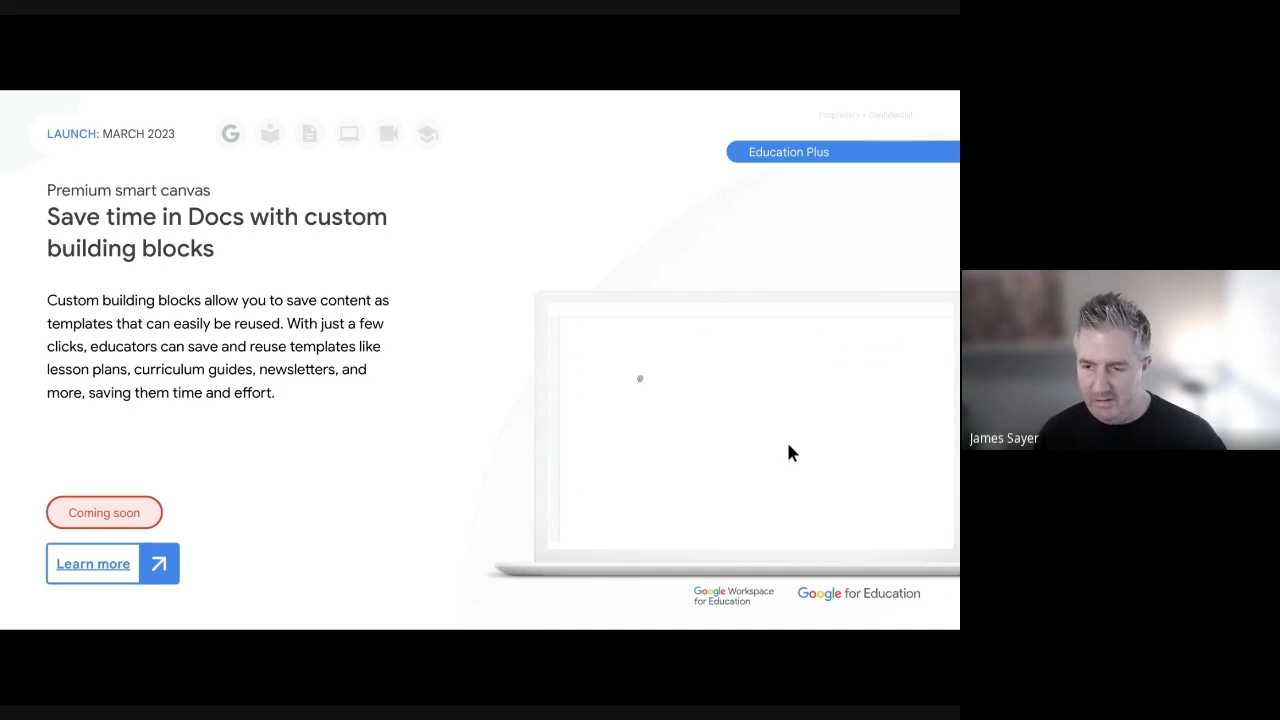 LAUNCH: MARCH 2023
Proprietary + Confidential
Education Plus
Premium smart canvas
Save time in Docs with custom
building blocks
Custom building blocks allow you to save content as
templates that can easily be reused. With just a few
clicks, educators can save and reuse templates like
lesson plans, curriculum guides, newsletters, and
more, saving them time and effort.
@
James Sayer
Coming soon
Learn more
Google Workspace
for Education
Google for Education